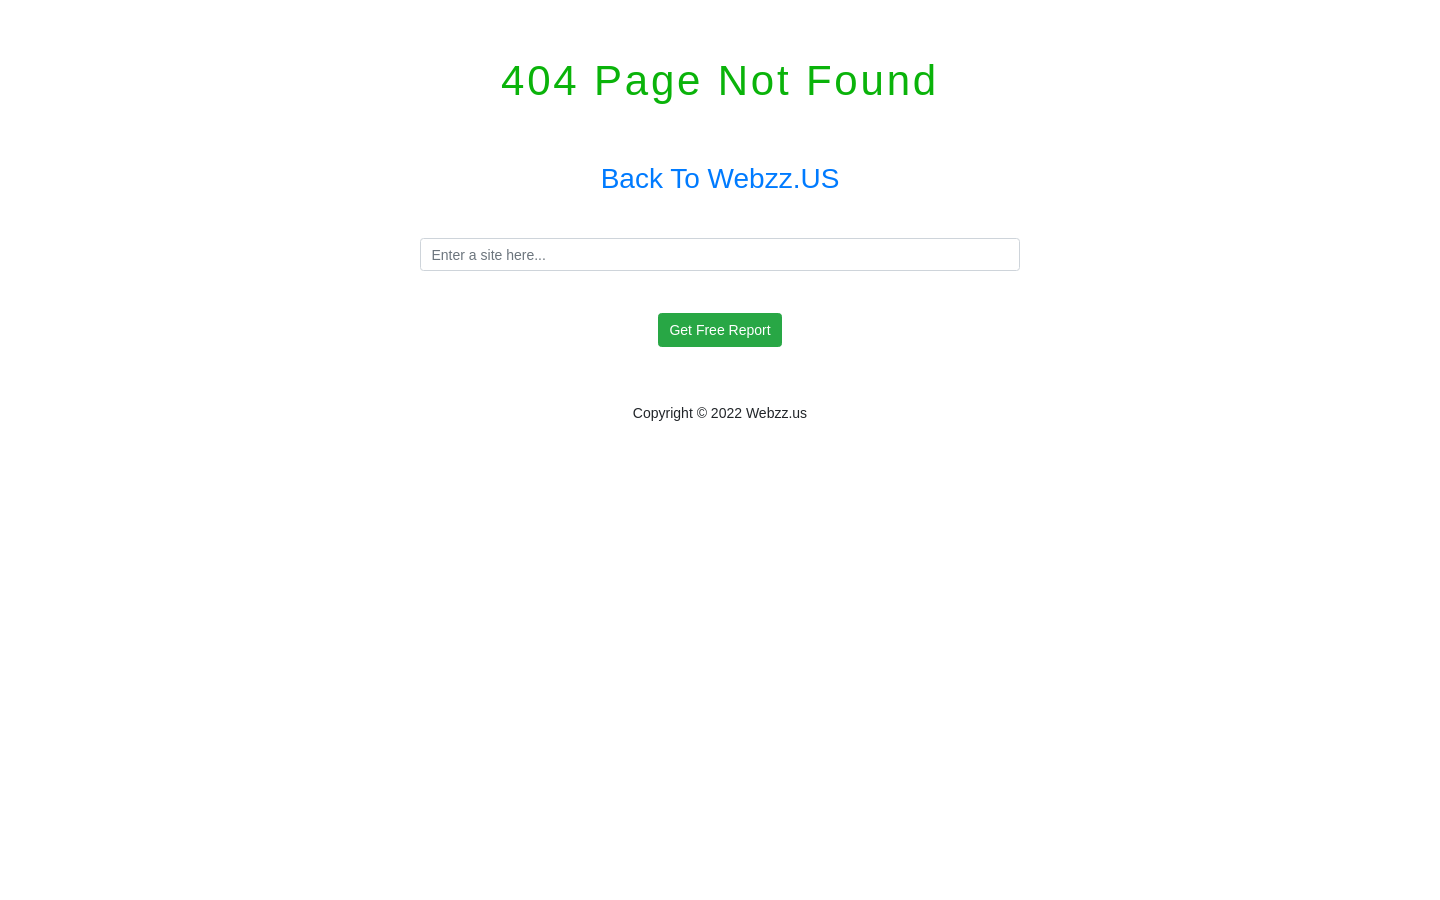 404 Page Not Found
Back To Webzz.US
Enter a site here...
Get Free Report
Copyright © 2022 Webzz.us